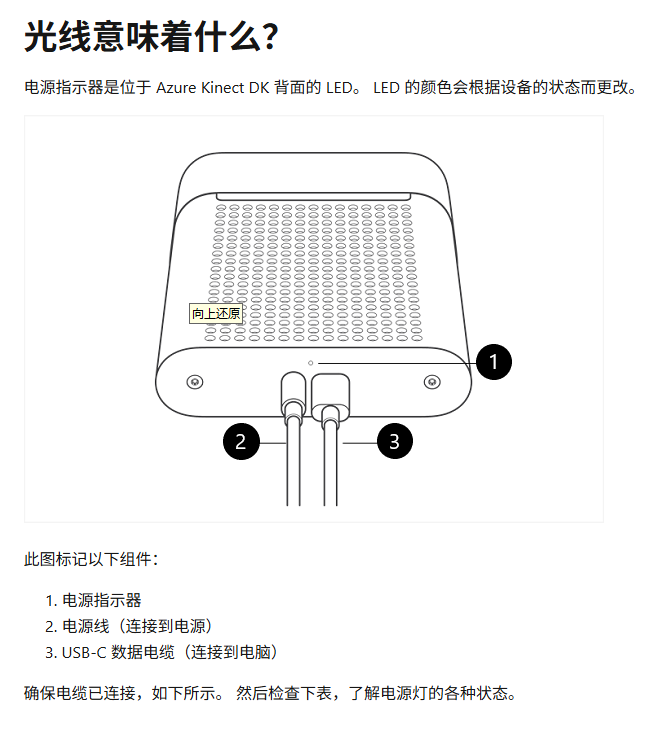 光线意味着什么？
电源指示器是位于 Azure Kinect DK 背面的 LED。 LED 的颜色会根据设备的状态而更改。
向上还原
1
2
3
此图标记以下组件：
1. 电源指示器
2. 电源线（连接到电源）
3. USB-C 数据电缆（连接到电脑）
确保电缆已连接，如下所示。 然后检查下表，了解电源灯的各种状态。